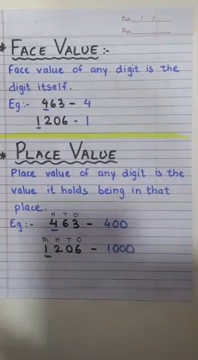 * FACE VALUE :-
Face value of any digit is the
digit itself.
Eg:- 463 - 4
1206 - 1
* PLACE VALUE
Place value of any digit is the
value it holds being in that
place.
H T O
Eg:- 463 - 400
Th H T O
1206 - 1000